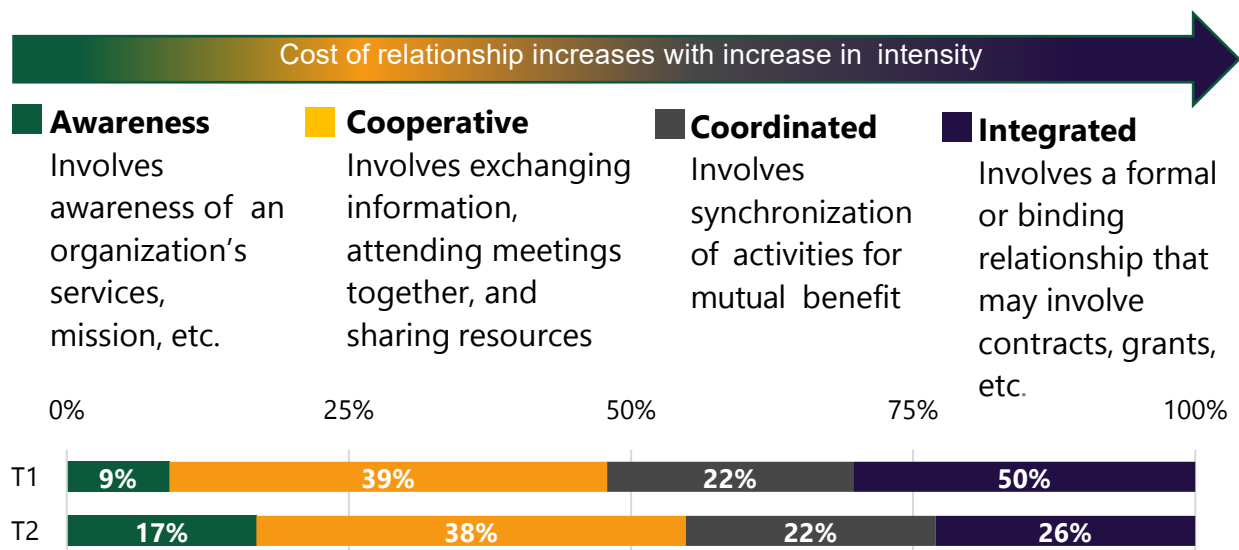 Cost of relationship increases with increase in intensity
Awareness
Involves
awareness of an
organization's
services,
mission, etc.
Cooperative
Involves exchanging
information,
attending meetings
together, and
sharing resources
Coordinated
Involves
synchronization
of activities for
mutual benefit
Integrated
Involves a formal
or binding
relationship that
may involve
contracts, grants,
etc.
0% 25% 50% 75% 100%
T1 9% 39% 22% 50%
T2 17% 38% 22% 26%